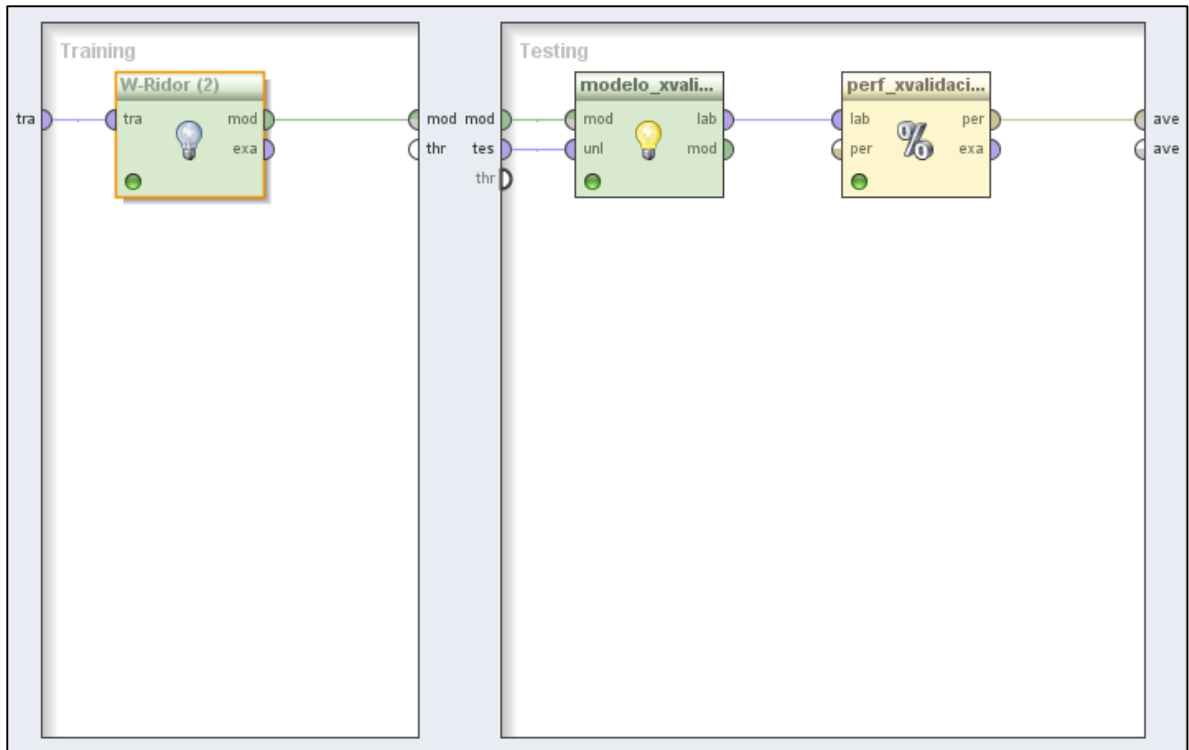 Training
Testing
W-Ridor (2)
modelo_xvali...
perf_xvalidaci...
tra tra mod mod mod mod lab lab per ave
exa thr tes unl mod per exa ave
thr
%